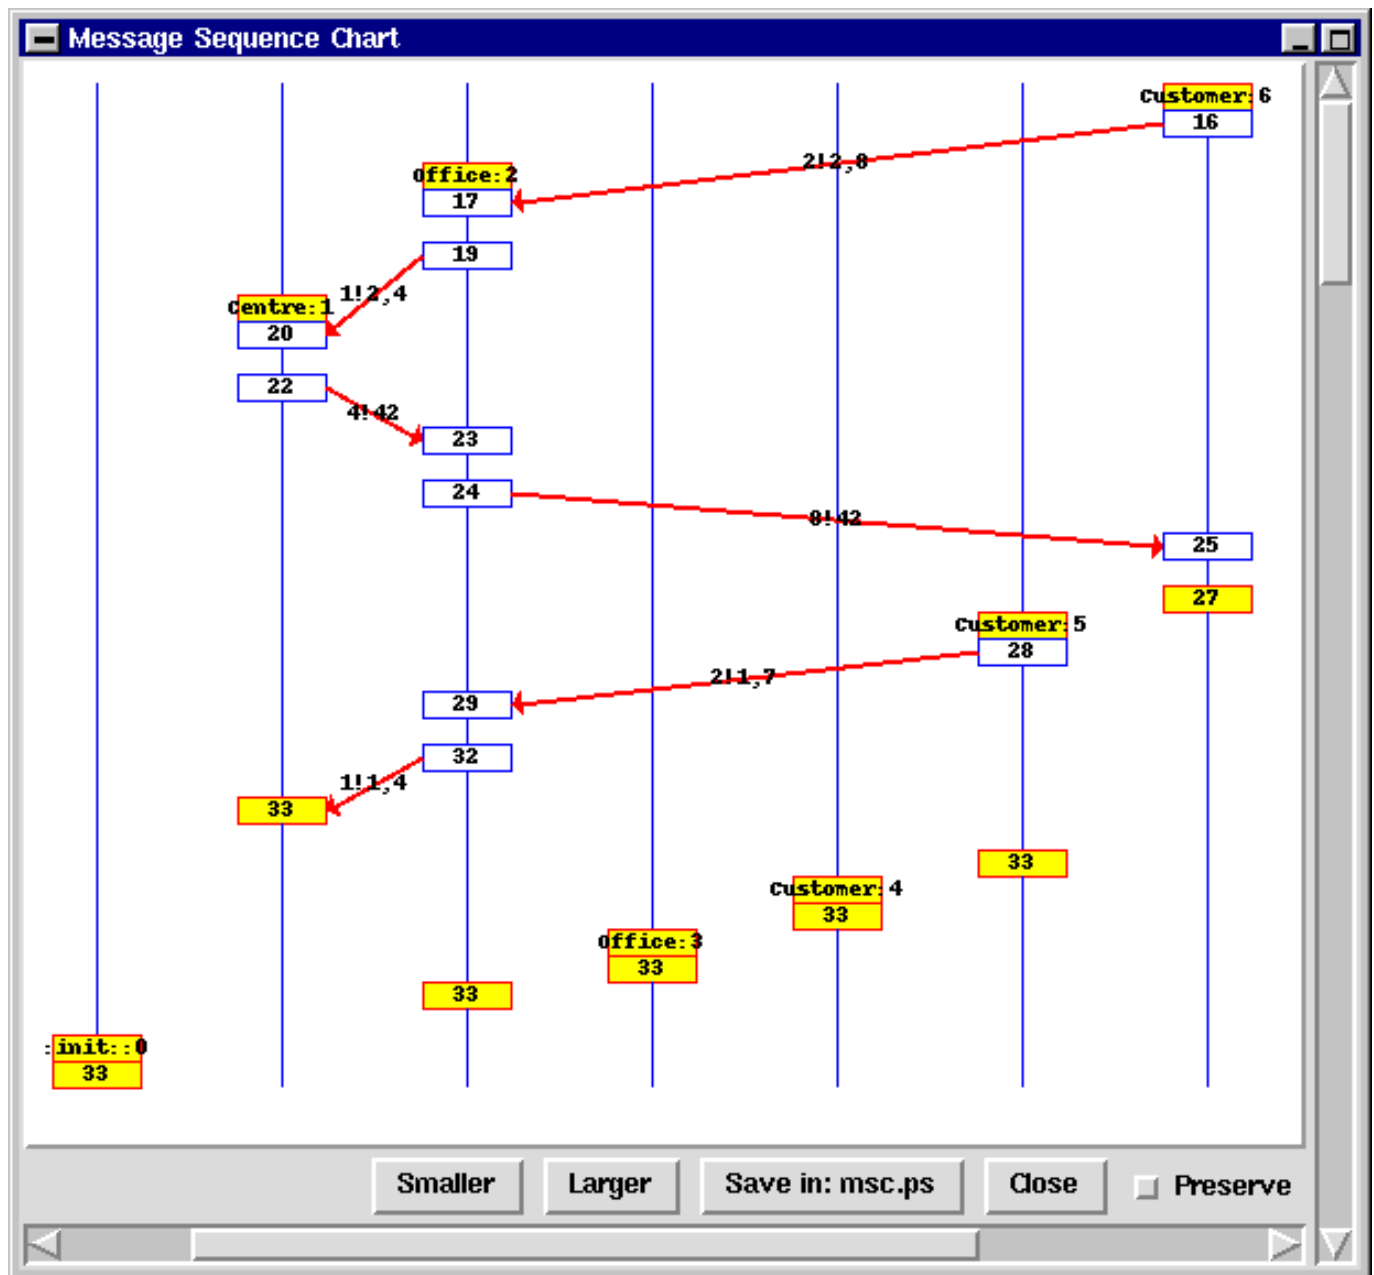 Message Sequence Chart
Customer:6
16
2!2,8
Office:2
17
19
1!2,4
Centre:1
20
22
4!42
23
24
8!42
25
27
Customer:5
28
2!1,7
29
32
1!1,4
33
33
Customer:4
33
Office:3
33
33
:init::0
33
Smaller Larger Save in: msc.ps Close Preserve